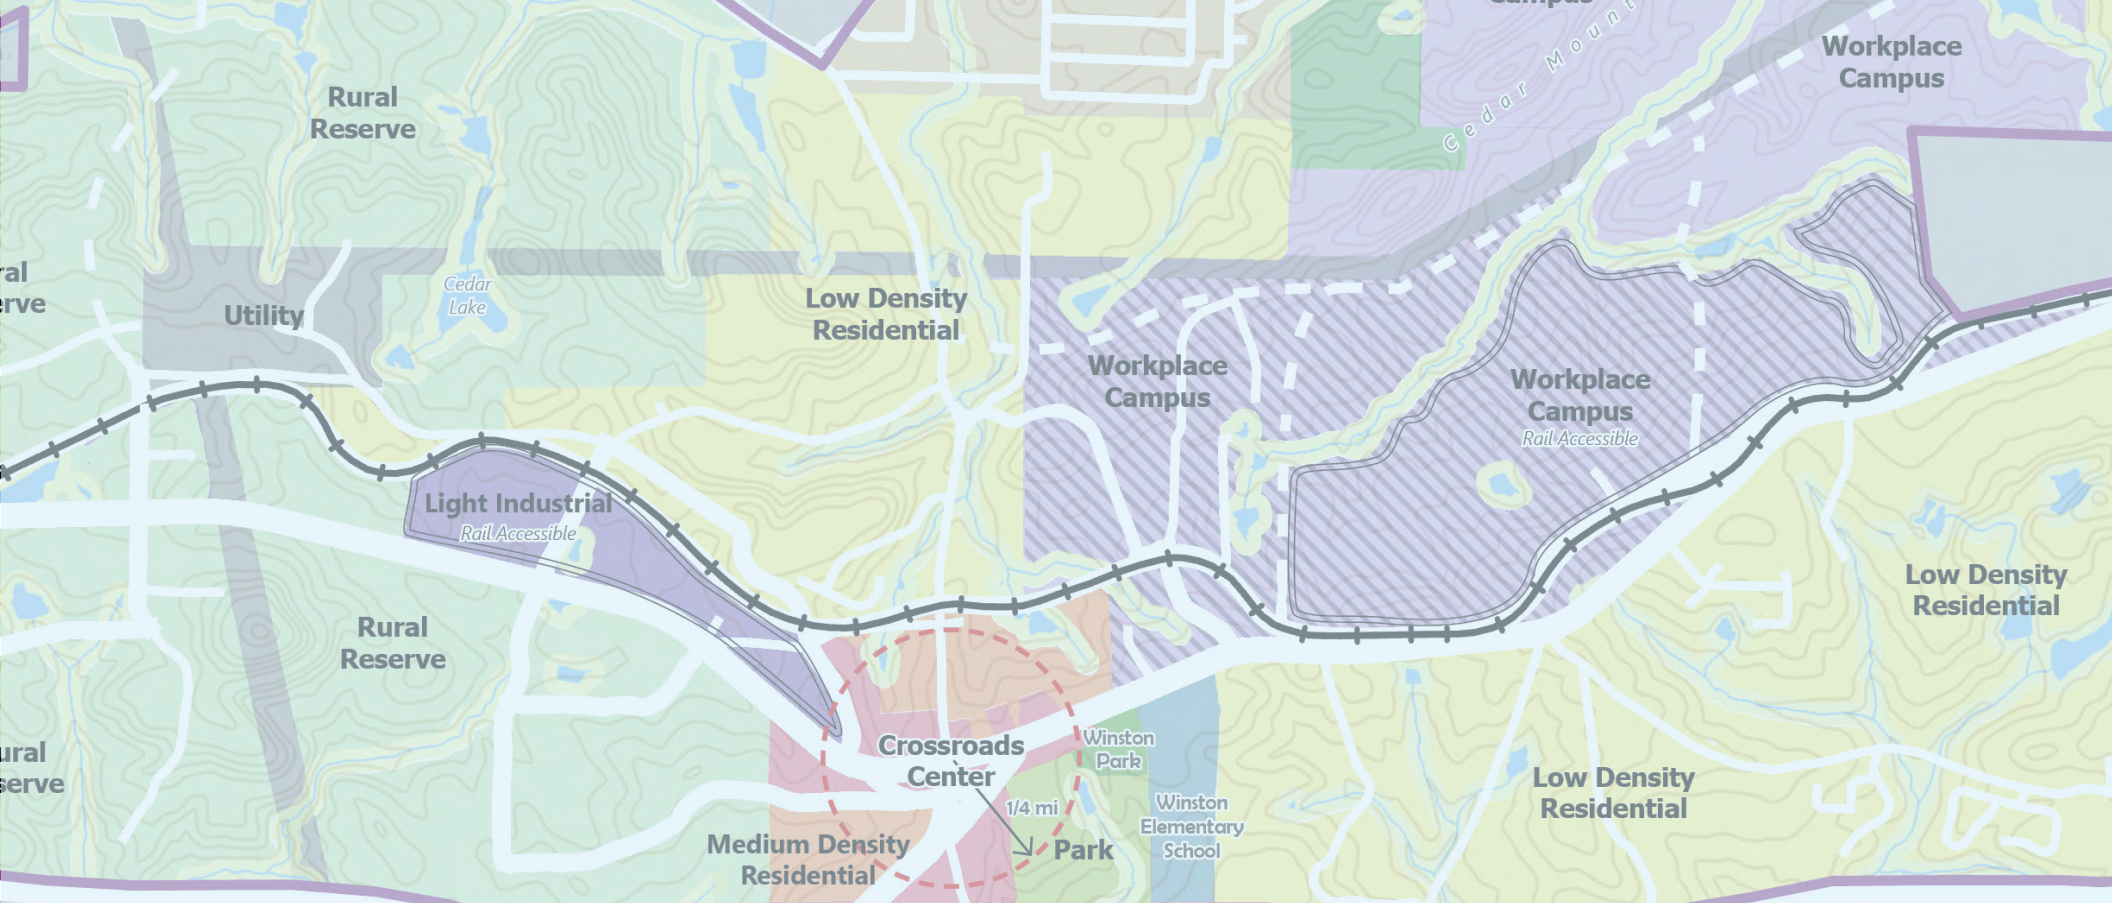 Campus
Cedar Mount
Workplace
Campus
Rural
Reserve
ral
rve
Cedar
Lake
Utility
Low Density
Residential
Workplace
Campus
Workplace
Campus
Rail Accessible
Light Industrial
Rail Accessible
Low Density
Residential
Rural
Reserve
ural
serve
Crossroads
Center
Winston
Park
1/4 mi
Winston
Elementary
School
Low Density
Residential
Medium Density
Residential
Park